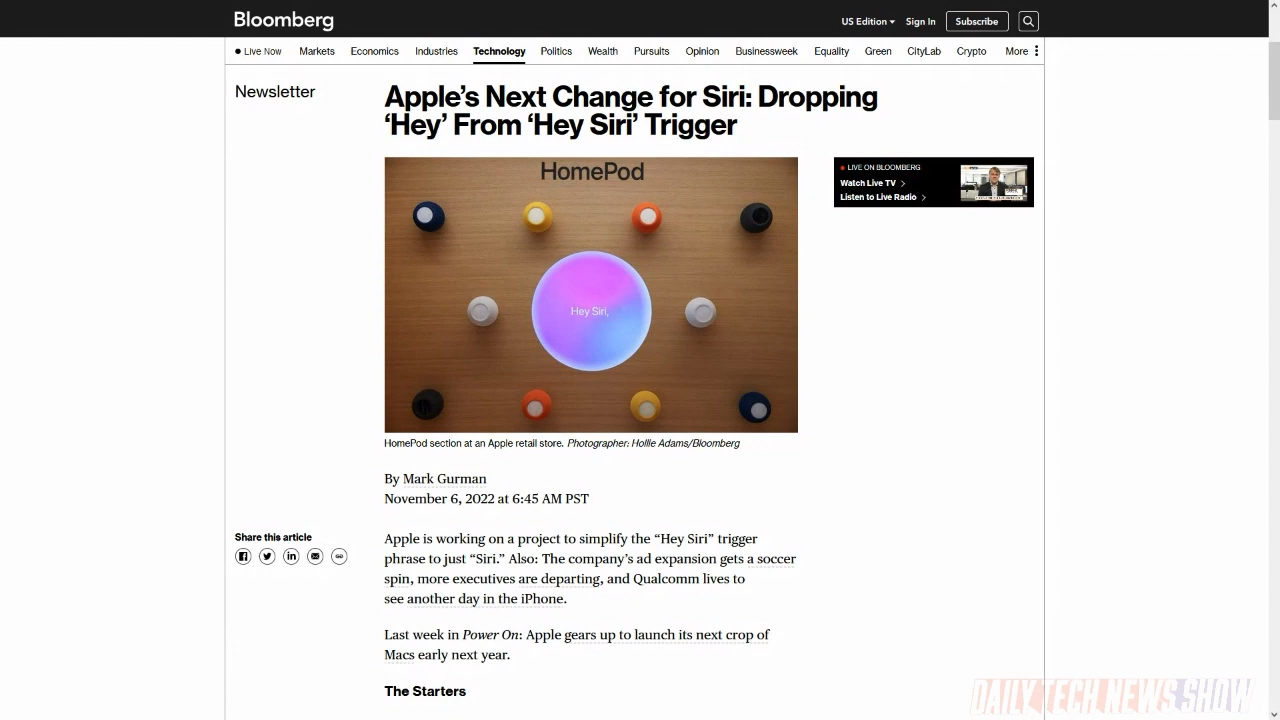 Bloomberg
US Edition
Sign In
Subscribe
Live Now
Markets
Economics
Industries
Technology
Politics
Wealth
Pursuits
Opinion
Businessweek
Equality
Green
CityLab
Crypto
More
Newsletter
Apple’s Next Change for Siri: Dropping
‘Hey’ From ‘Hey Siri’ Trigger
HomePod
Hey Siri,
LIVE ON BLOOMBERG
Watch Live TV
Listen to Live Radio
HomePod section at an Apple retail store. Photographer: Hollie Adams/Bloomberg
By Mark Gurman
November 6, 2022 at 6:45 AM PST
Share this article
Apple is working on a project to simplify the “Hey Siri” trigger
phrase to just “Siri.” Also: The company’s ad expansion gets a soccer
spin, more executives are departing, and Qualcomm lives to
see another day in the iPhone.
Last week in Power On: Apple gears up to launch its next crop of
Macs early next year.
The Starters
DAILY TECH NEWS SHOW